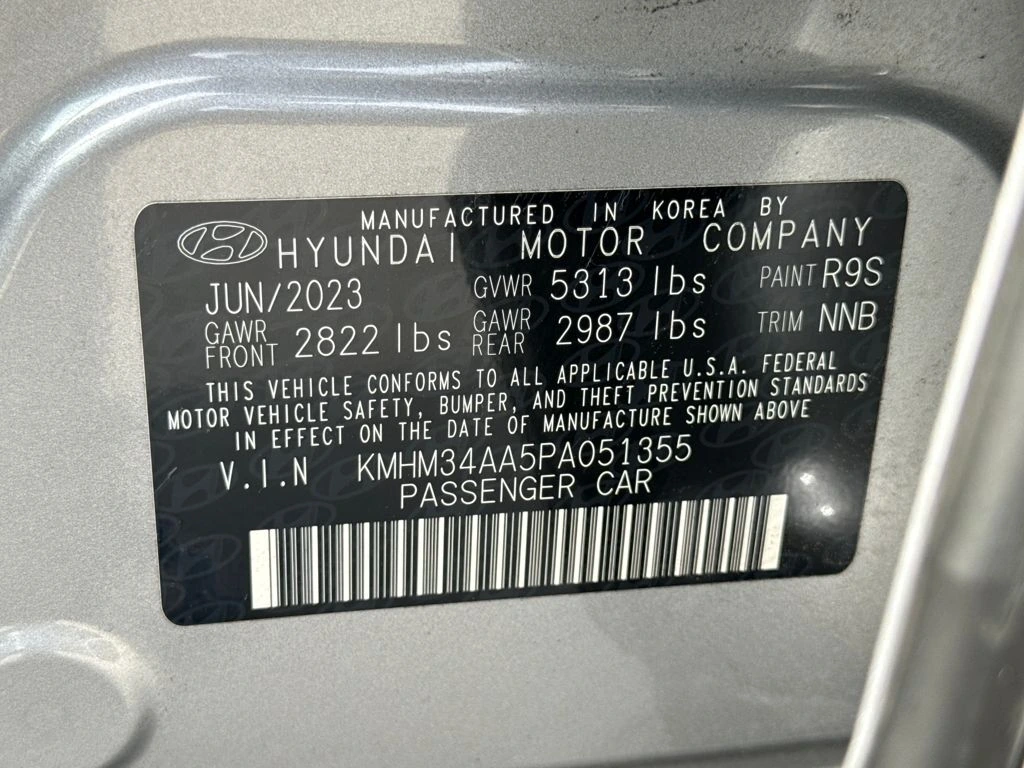 MANUFACTURED IN KOREA BY
HYUNDAI MOTOR COMPANY
JUN/2023 GVWR 5313 lbs PAINT R9S
GAWR FRONT 2822 lbs GAWR REAR 2987 lbs TRIM NNB
THIS VEHICLE CONFORMS TO ALL APPLICABLE U.S.A. FEDERAL
MOTOR VEHICLE SAFETY, BUMPER, AND THEFT PREVENTION STANDARDS
IN EFFECT ON THE DATE OF MANUFACTURE SHOWN ABOVE
V.I.N KMHM34AA5PA051355
PASSENGER CAR